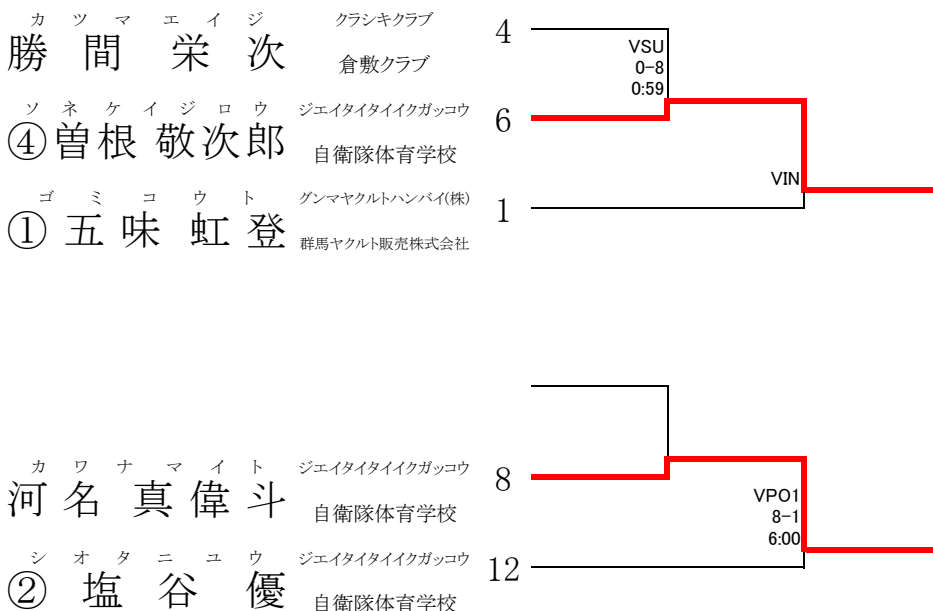 カツマエイジ クラシキクラブ
勝間 栄次 倉敷クラブ 4
VSU
0-8
0:59
ソネケイジロウ ジエイタイタイイクガッコウ
④曽根 敬次郎 自衛隊体育学校 6
VIN
ゴミコウト グンマヤクルトハンバイ(株)
① 五味 虹登 群馬ヤクルト販売株式会社 1
カワナマイト ジエイタイタイイクガッコウ
河名 真偉斗 自衛隊体育学校 8
VPO1
8-1
6:00
シオタニユウ ジエイタイタイイクガッコウ
② 塩谷 優 自衛隊体育学校 12